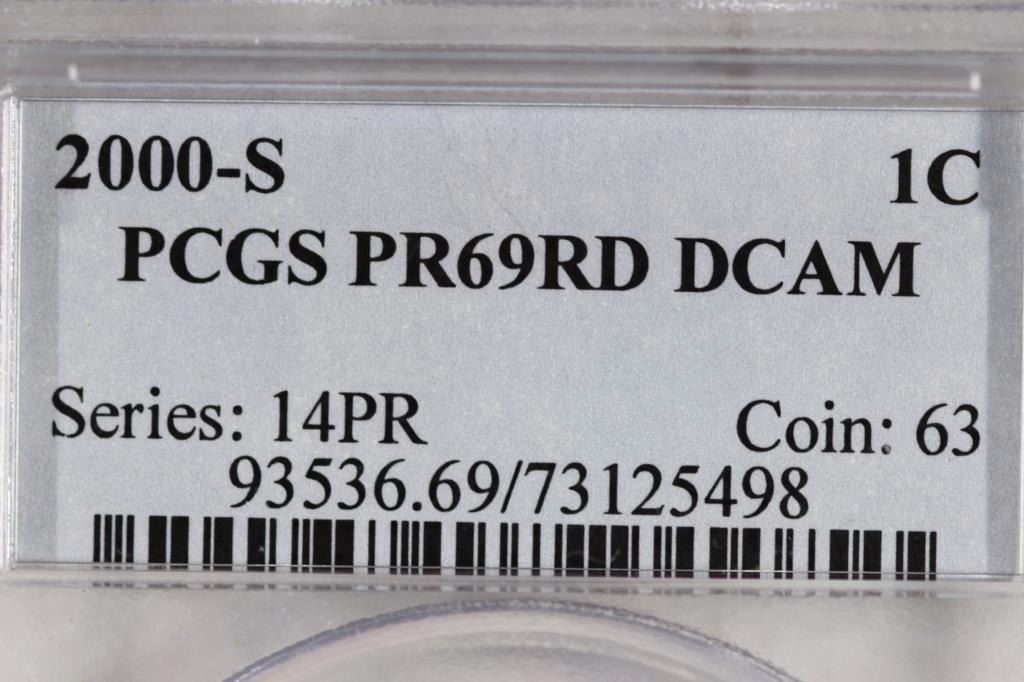 2000-S 1C
PCGS PR69RD DCAM
Series: 14PR Coin: 63
93536.69/73125498